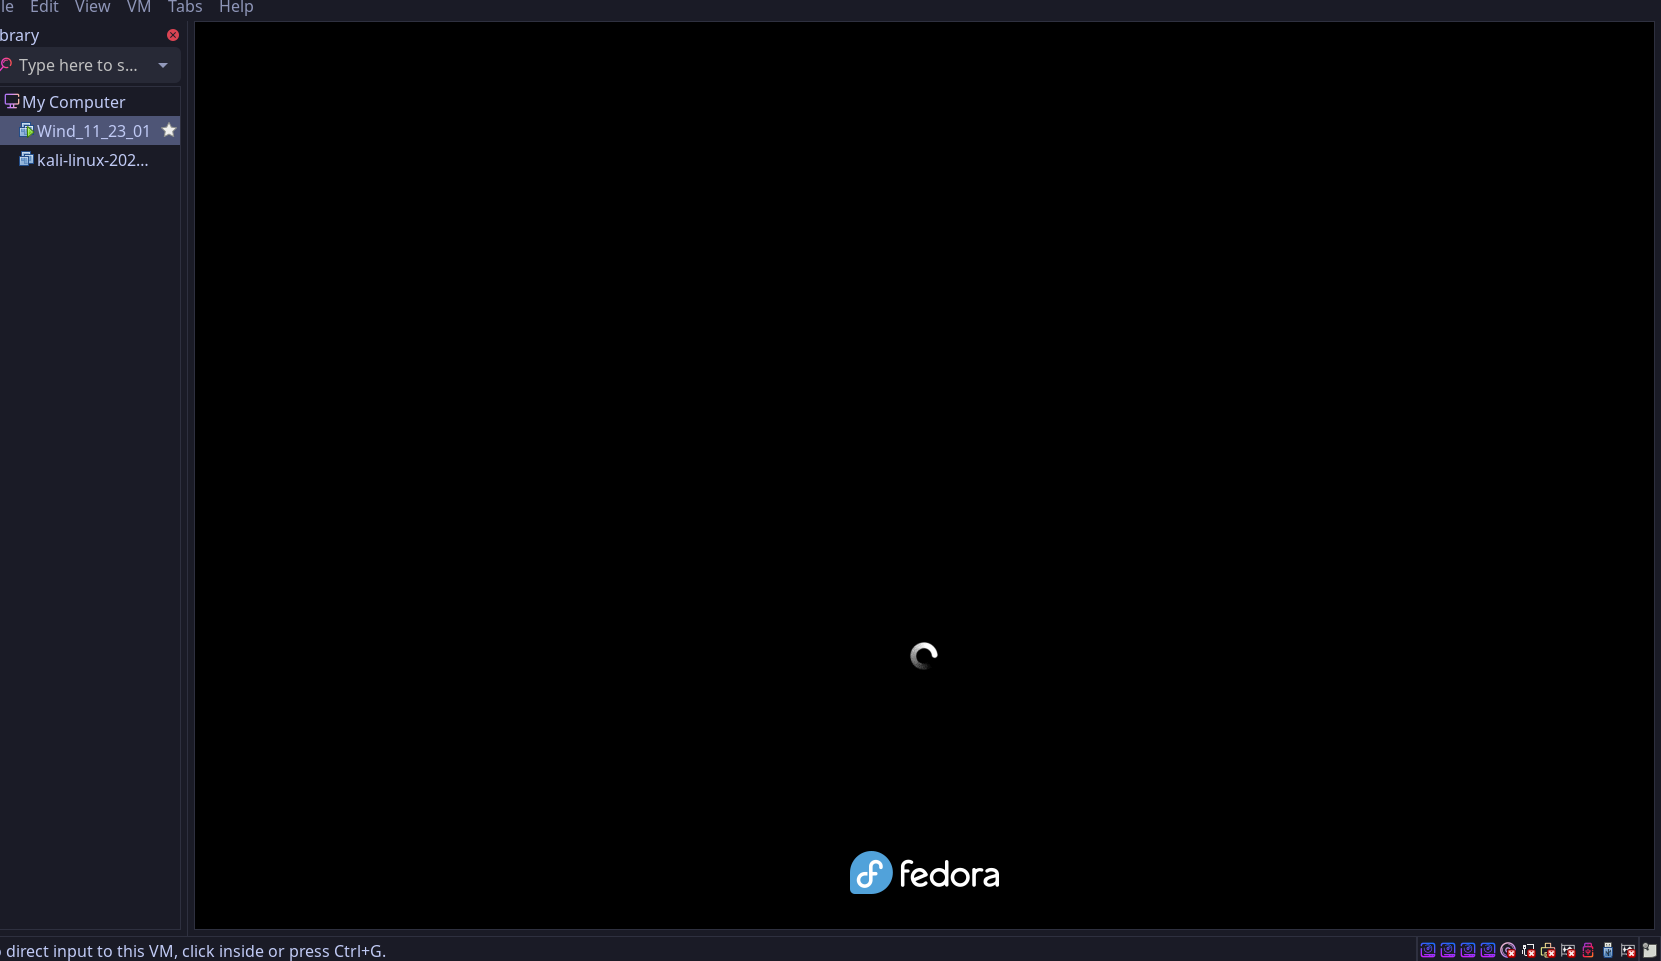 le Edit View VM Tabs Help
brary
Type here to s...
My Computer
Wind_11_23_01
kali-linux-202...
fedora
o direct input to this VM, click inside or press Ctrl+G.